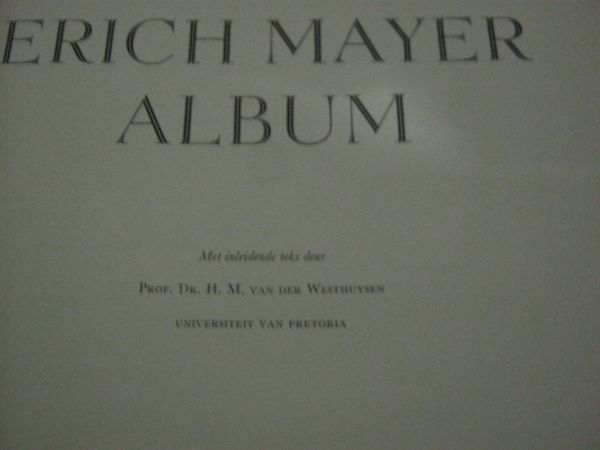 ERICH MAYER
ALBUM
Met inleidende teks deur
PROF. DR. H. M. VAN DER WESTHUYSEN
UNIVERSITEIT VAN PRETORIA